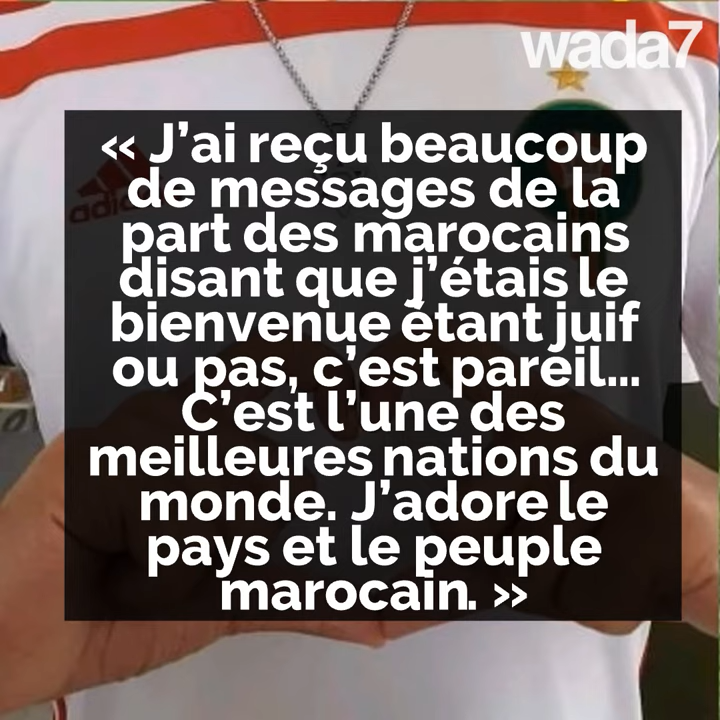 wada7
« J’ai reçu beaucoup
de messages de la
part des marocains
disant que j’étais le
bienvenue étant juif
ou pas, c’est pareil...
C’est l’une des
meilleures nations du
monde. J’adore le
pays et le peuple
marocain. »
adidas